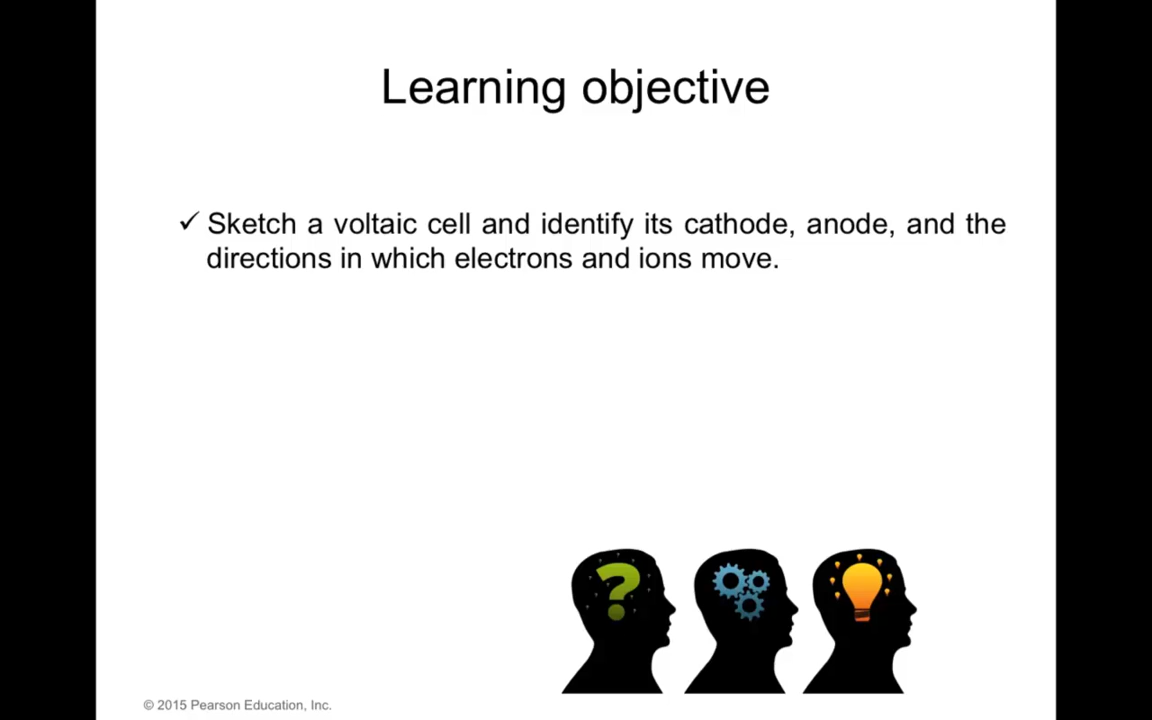 Learning objective
✓ Sketch a voltaic cell and identify its cathode, anode, and the
directions in which electrons and ions move.
?
© 2015 Pearson Education, Inc.